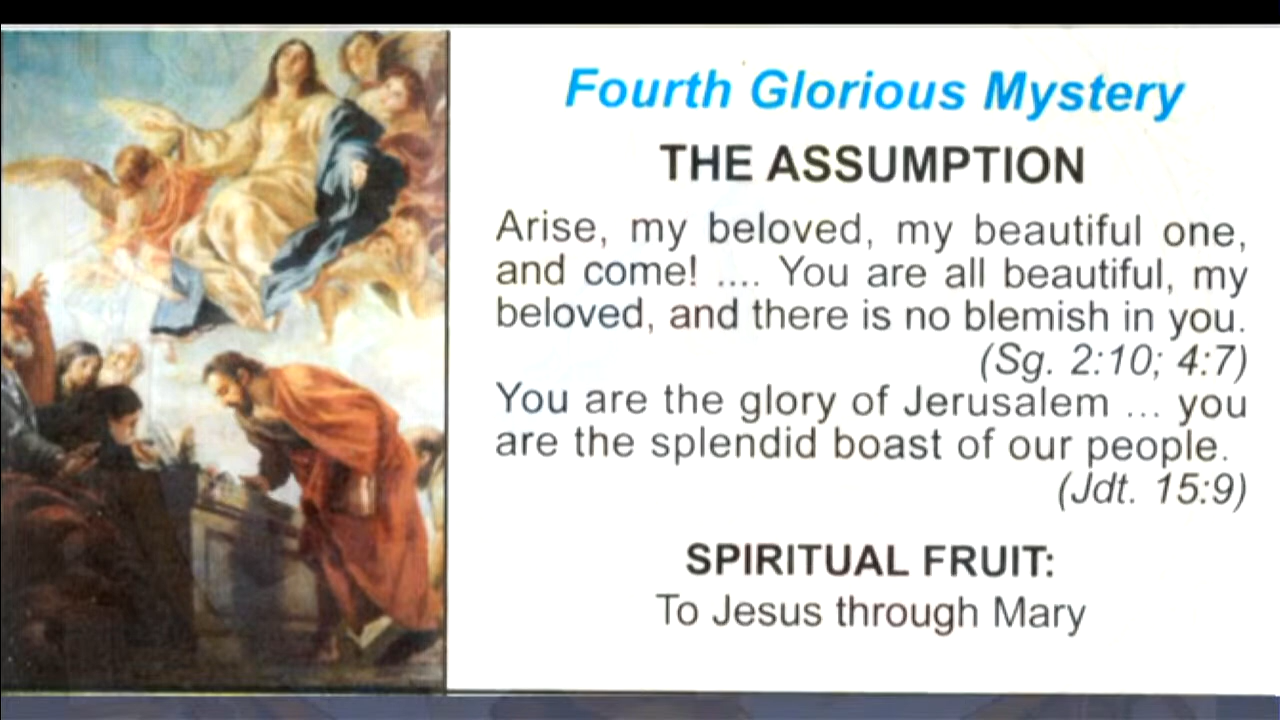 Fourth Glorious Mystery
THE ASSUMPTION
Arise, my beloved, my beautiful one,
and come! .... You are all beautiful, my
beloved, and there is no blemish in you.
(Sg. 2:10; 4:7)
You are the glory of Jerusalem ... you
are the splendid boast of our people.
(Jdt. 15:9)
SPIRITUAL FRUIT:
To Jesus through Mary